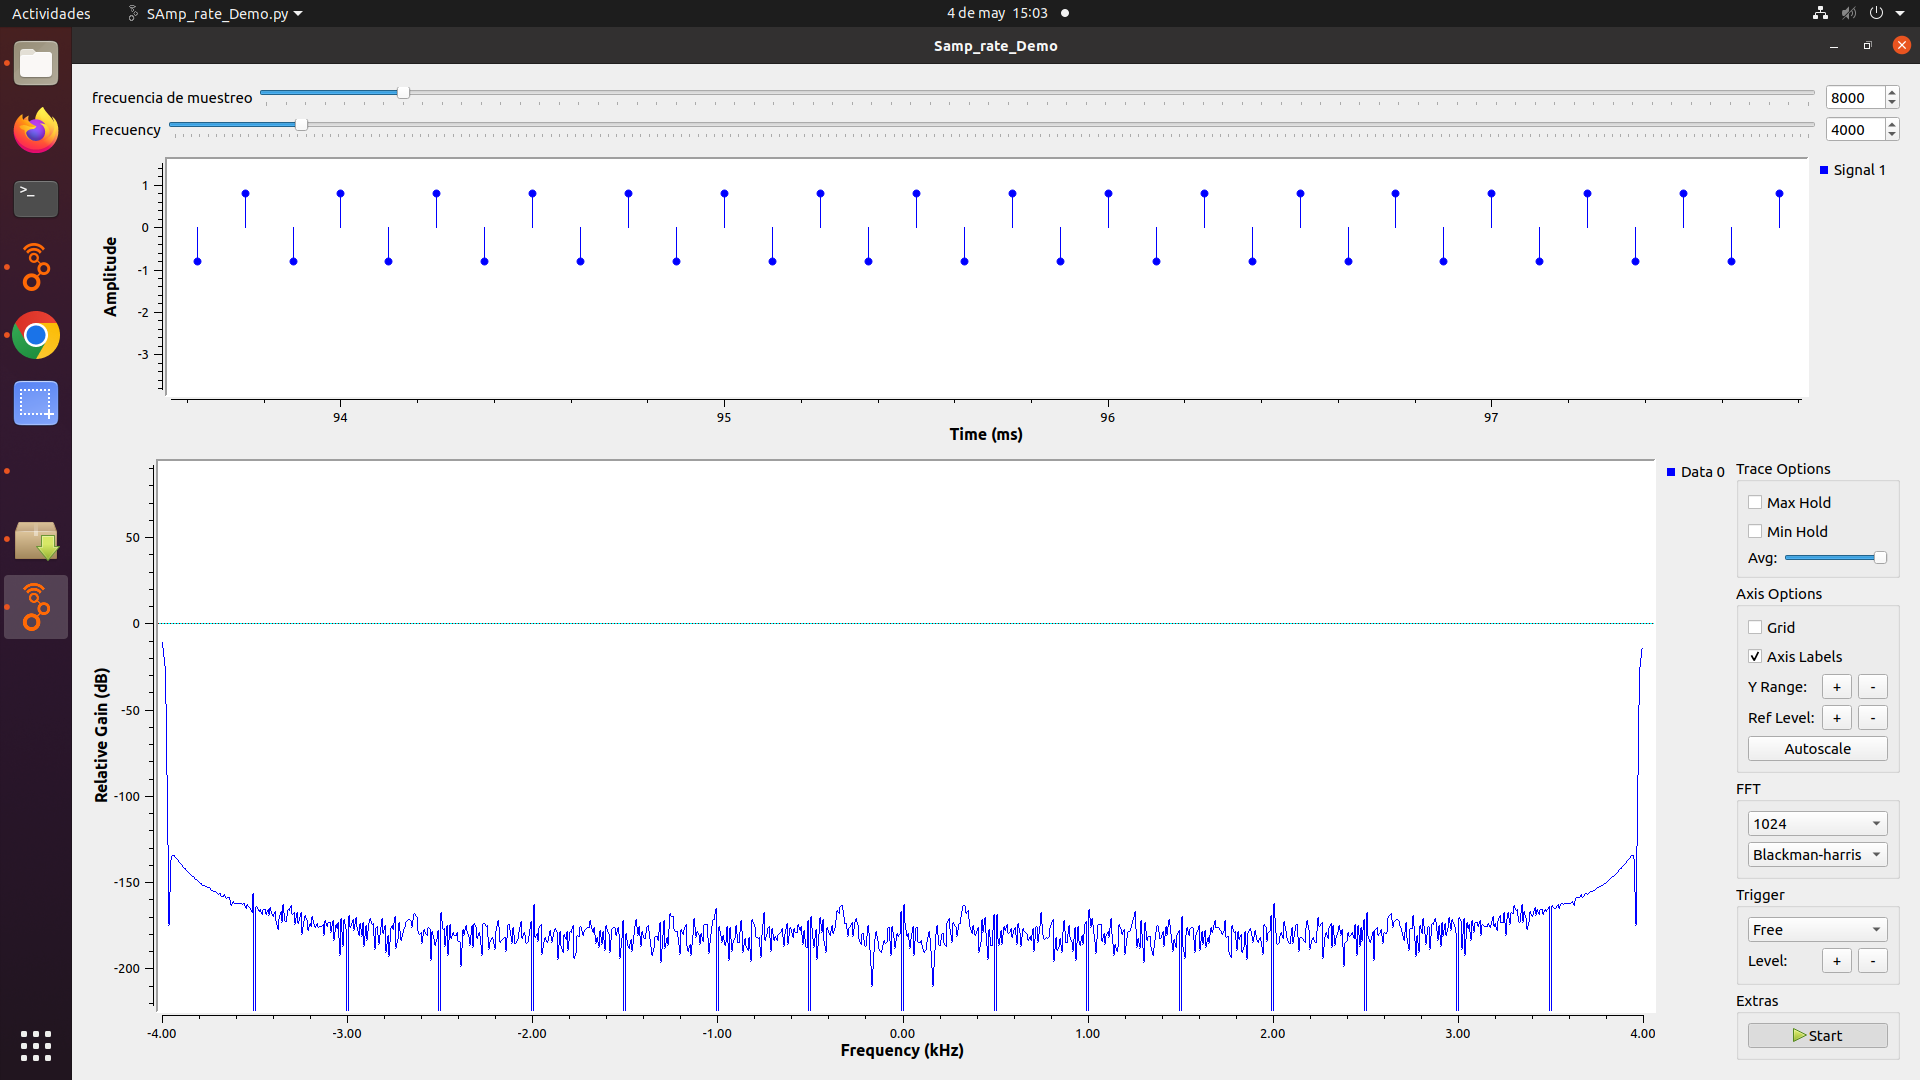 Actividades SAmp_rate_Demo.py 4 de may 15:03
Samp_rate_Demo
frecuencia de muestreo 8000
Frecuency 4000
Signal 1
1
0
-1
-2
-3
Amplitude
94 95 96 97
Time (ms)
Data 0
50
0
-50
-100
-150
-200
Relative Gain (dB)
-4.00 -3.00 -2.00 -1.00 0.00 1.00 2.00 3.00 4.00
Frequency (kHz)
Trace Options
Max Hold
Min Hold
Avg:
Axis Options
Grid
Axis Labels
Y Range: + -
Ref Level: + -
Autoscale
FFT
1024
Blackman-harris
Trigger
Free
Level: + -
Extras
Start